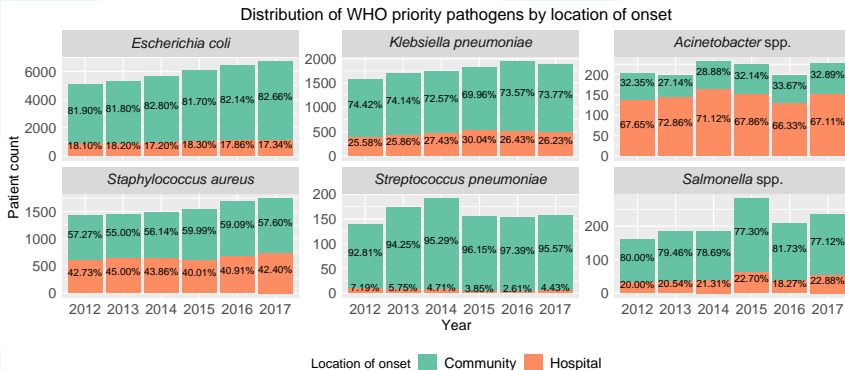 Distribution of WHO priority pathogens by location of onset
Escherichia coli
Klebsiella pneumoniae
Acinetobacter spp.
6000
4000
2000
0
81.90% 81.80% 82.80% 81.70% 82.14% 82.66%
18.10% 18.20% 17.20% 18.30% 17.86% 17.34%
2000
1500
1000
500
0
74.42% 74.14% 72.57% 69.96% 73.57% 73.77%
25.58% 25.86% 27.43% 30.04% 26.43% 26.23%
200
150
100
50
0
32.35% 27.14% 28.88% 32.14% 33.67% 32.89%
67.65% 72.86% 71.12% 67.86% 66.33% 67.11%
Patient count
Staphylococcus aureus
Streptococcus pneumoniae
Salmonella spp.
1500
1000
500
0
57.27% 55.00% 56.14% 59.99% 59.09% 57.60%
42.73% 45.00% 43.86% 40.01% 40.91% 42.40%
200
150
100
50
0
92.81% 94.25% 95.29% 96.15% 97.39% 95.57%
7.19% 5.75% 4.71% 3.85% 2.61% 4.43%
200
100
0
80.00% 79.46% 78.69% 77.30% 81.73% 77.12%
20.00% 20.54% 21.31% 22.70% 18.27% 22.88%
2012 2013 2014 2015 2016 2017
2012 2013 2014 2015 2016 2017
2012 2013 2014 2015 2016 2017
Year
Location of onset Community Hospital